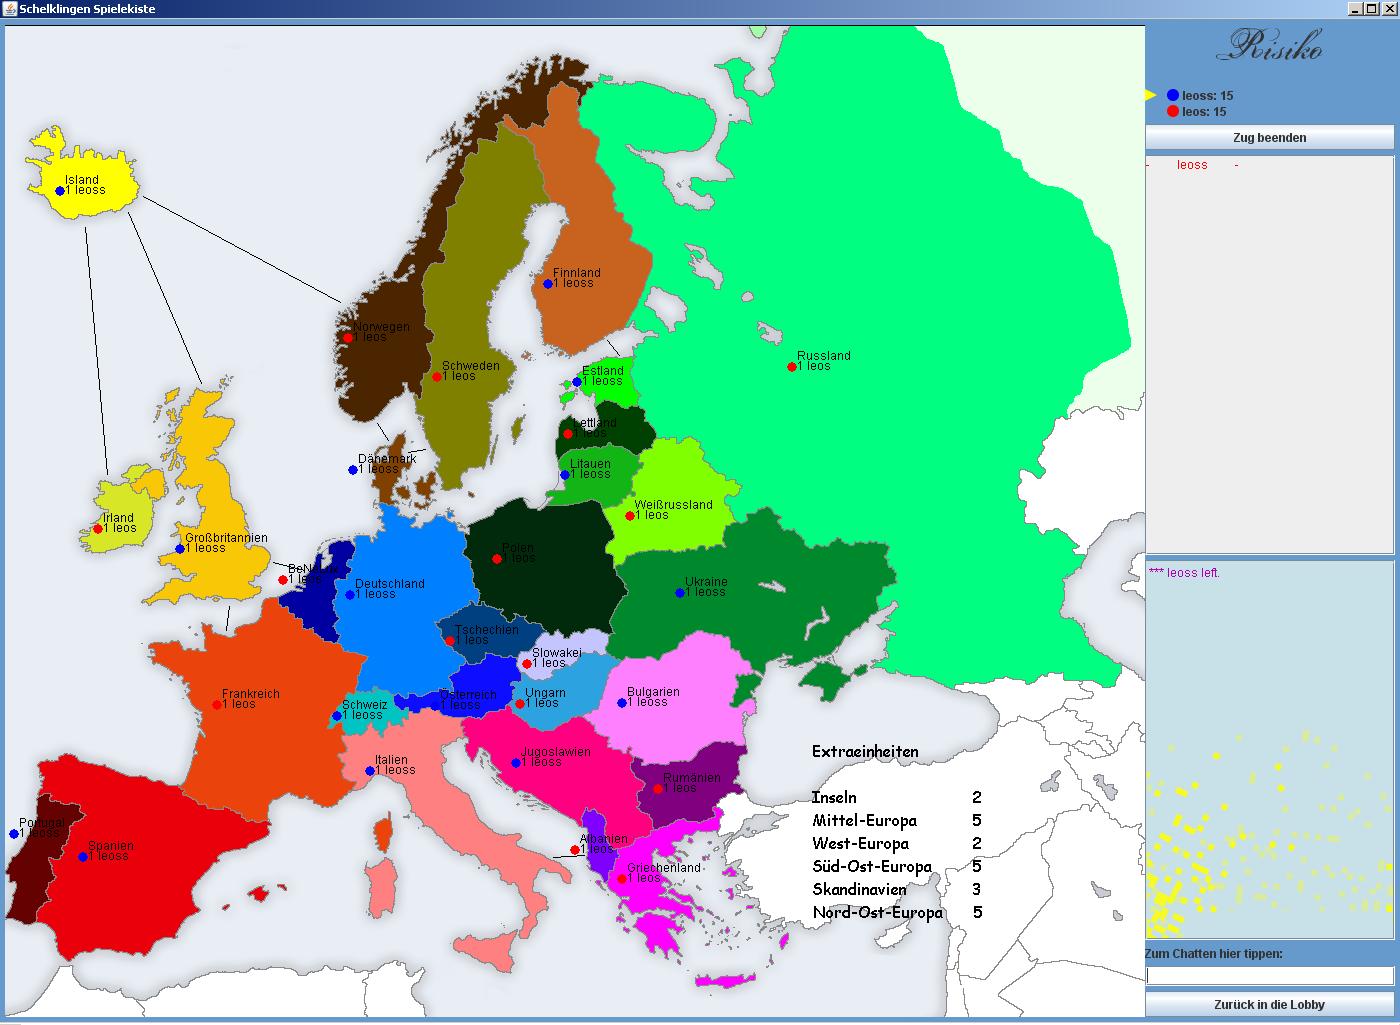 Schelklingen Spielekiste
Risiko
leoss: 15
leos: 15
Zug beenden
- leoss -
Island
1 leoss
Finnland
1 leoss
Norwegen
1 leos
Schweden
1 leos
Russland
1 leos
Estland
1 leoss
Lettland
1 leos
Dänemark
1 leoss
Litauen
1 leoss
Weißrussland
1 leos
Irland
1 leos
Großbritannien
1 leoss
BeNeLux
1 leos
Deutschland
1 leoss
Polen
1 leos
Ukraine
1 leoss
Tschechien
1 leos
Slowakei
1 leos
Frankreich
1 leos
Schweiz
1 leoss
Österreich
1 leoss
Ungarn
1 leos
Bulgarien
1 leoss
Italien
1 leoss
Jugoslawien
1 leoss
Rumänien
1 leos
Portugal
1 leoss
Spanien
1 leoss
Albanien
1 leos
Griechenland
1 leos
Extraeinheiten
Inseln 2
Mittel-Europa 5
West-Europa 2
Süd-Ost-Europa 5
Skandinavien 3
Nord-Ost-Europa 5
*** leoss left.
Zum Chatten hier tippen:
Zurück in die Lobby